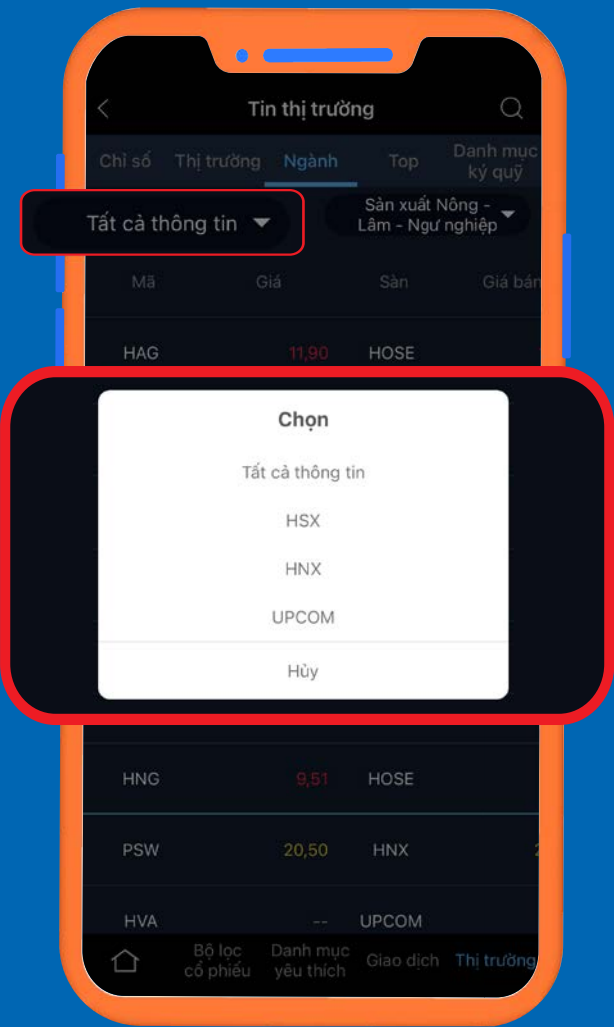 Tin thị trường
Chỉ số Thị trường Ngành Top Danh mục
ký quỹ
Tất cả thông tin
Sản xuất Nông -
Lâm - Ngư nghiệp
Mã Giá Sàn Giá bán
HAG 11,90 HOSE
Chọn
Tất cả thông tin
HSX
HNX
UPCOM
Hủy
HNG 9,51 HOSE
PSW 20,50 HNX
HVA -- UPCOM
Bộ lọc
cổ phiếu
Danh mục
yêu thích
Giao dịch
Thị trường